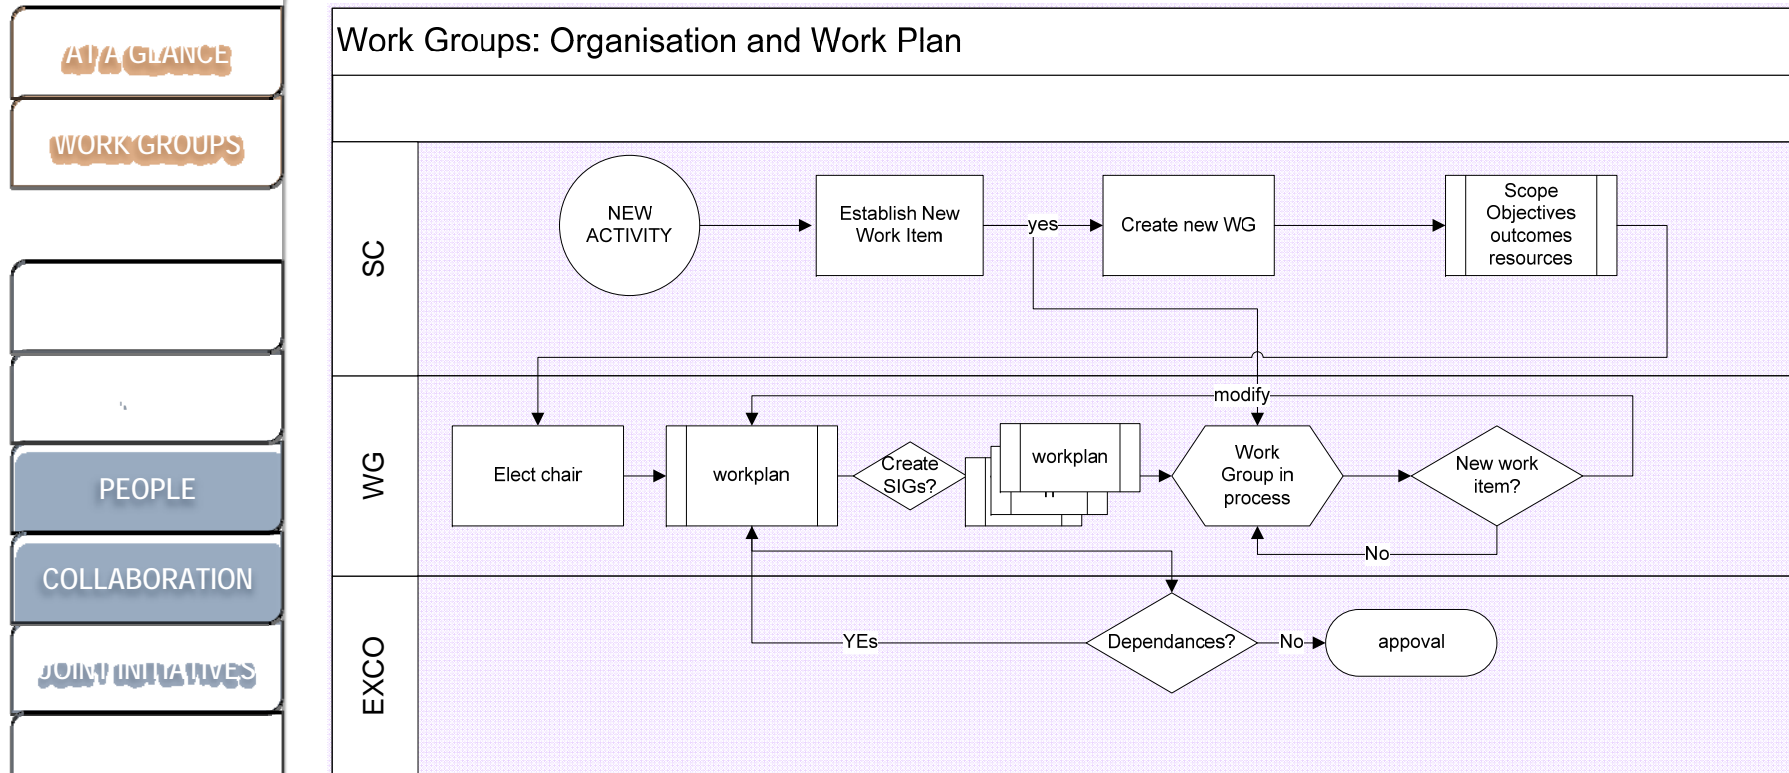 AT A GLANCE
WORK GROUPS
PEOPLE
COLLABORATION
JOINT INITIATIVES
Work Groups: Organisation and Work Plan
SC
NEW
ACTIVITY
Establish New
Work Item
yes
Create new WG
Scope
Objectives
outcomes
resources
WG
modify
Elect chair
workplan
Create
SIGs?
workplan
Work
Group in
process
New work
item?
No
EXCO
YEs
Dependances?
No
appoval